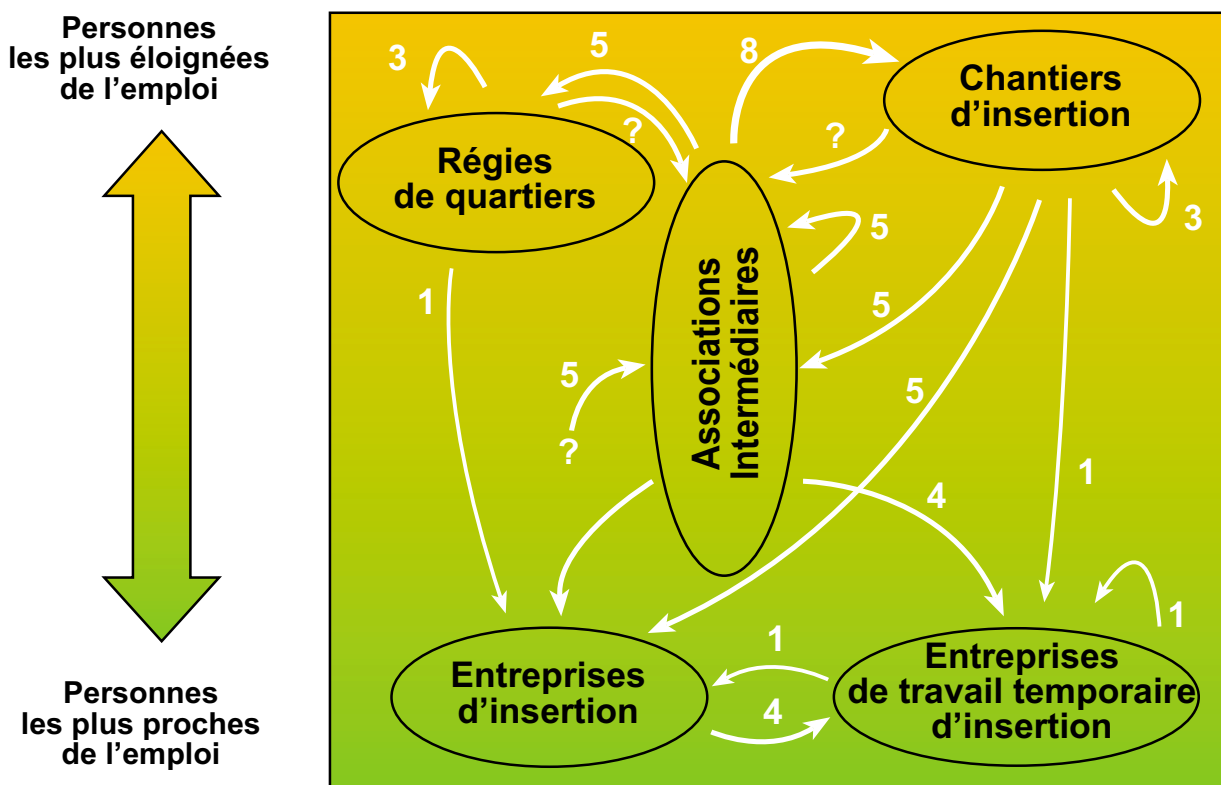 Personnes
les plus éloignées
de l’emploi
3
5
8
?
?
Chantiers
d’insertion
Régies
de quartiers
5
3
1
5
Associations
Intermédiaires
5
5
?
4
1
1
1
4
Entreprises
d’insertion
Entreprises
de travail temporaire
d’insertion
Personnes
les plus proches
de l’emploi